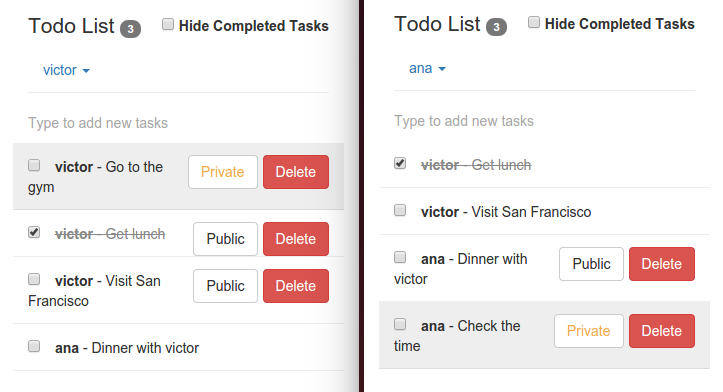 Todo List 3 Hide Completed Tasks
victor
Type to add new tasks
victor - Go to the
gym
Private Delete
victor - Get lunch
Public Delete
victor - Visit San
Francisco
Public Delete
ana - Dinner with victor
Todo List 3 Hide Completed Tasks
ana
Type to add new tasks
victor - Get lunch
victor - Visit San Francisco
ana - Dinner with
victor
Public Delete
ana - Check the
time
Private Delete